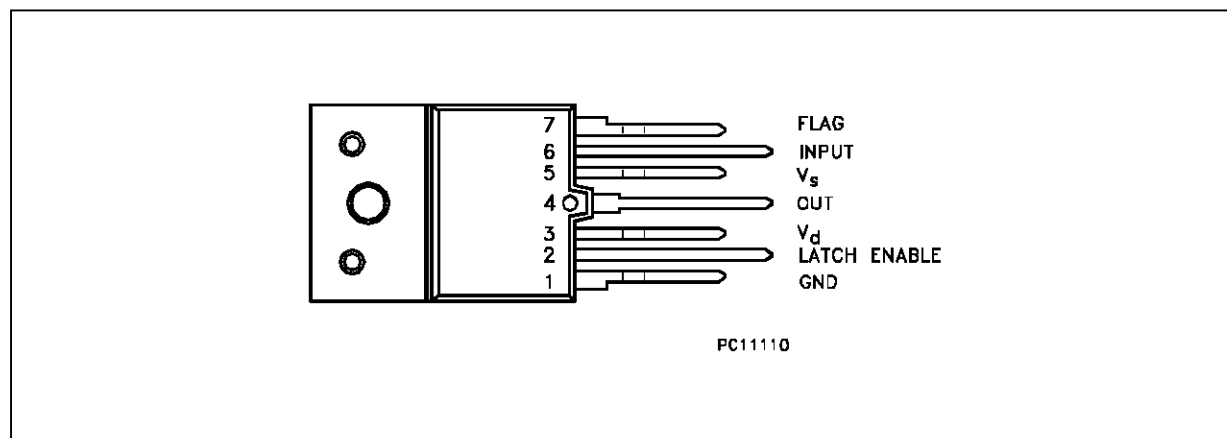 7 FLAG
6 INPUT
5 Vs
4 OUT
3 Vd
2 LATCH ENABLE
1 GND
PC11110